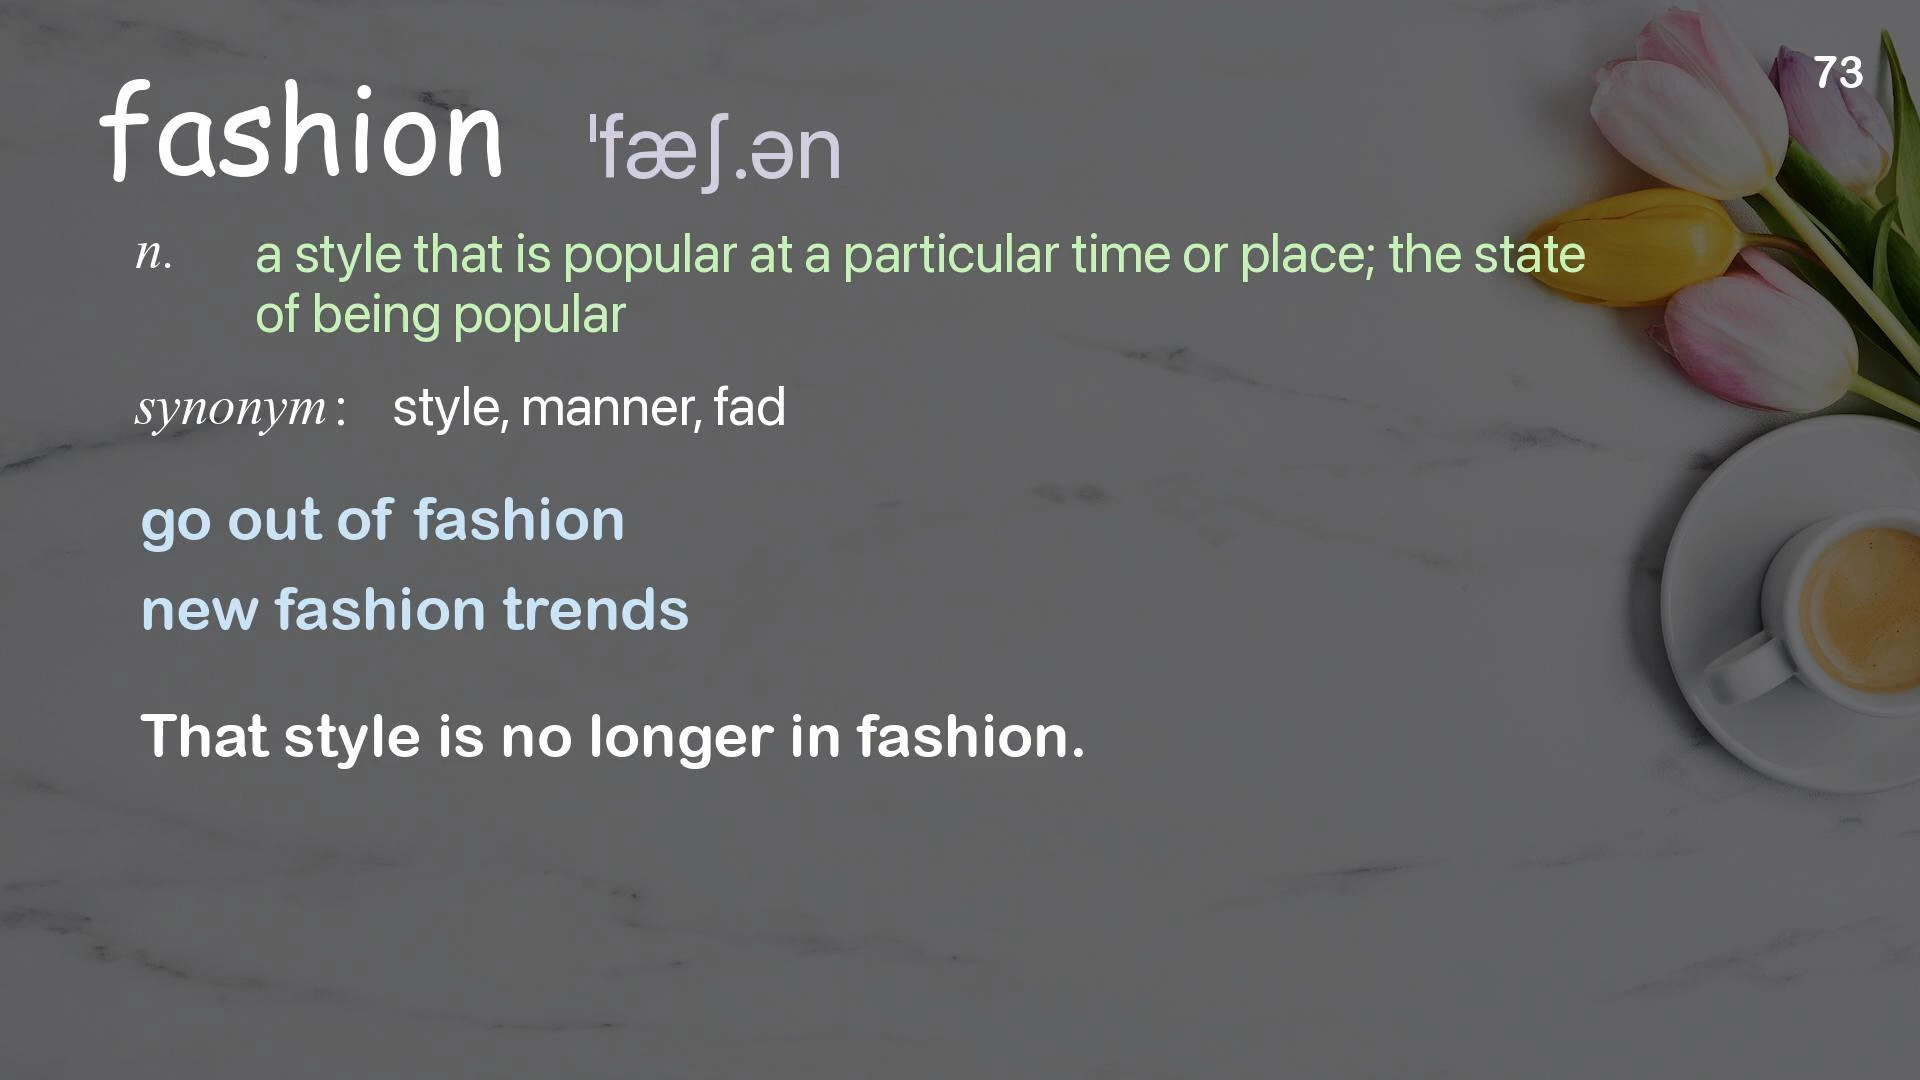 73
fashion ˈfæʃ.ən
n. a style that is popular at a particular time or place; the state
of being popular
synonym: style, manner, fad
go out of fashion
new fashion trends
That style is no longer in fashion.